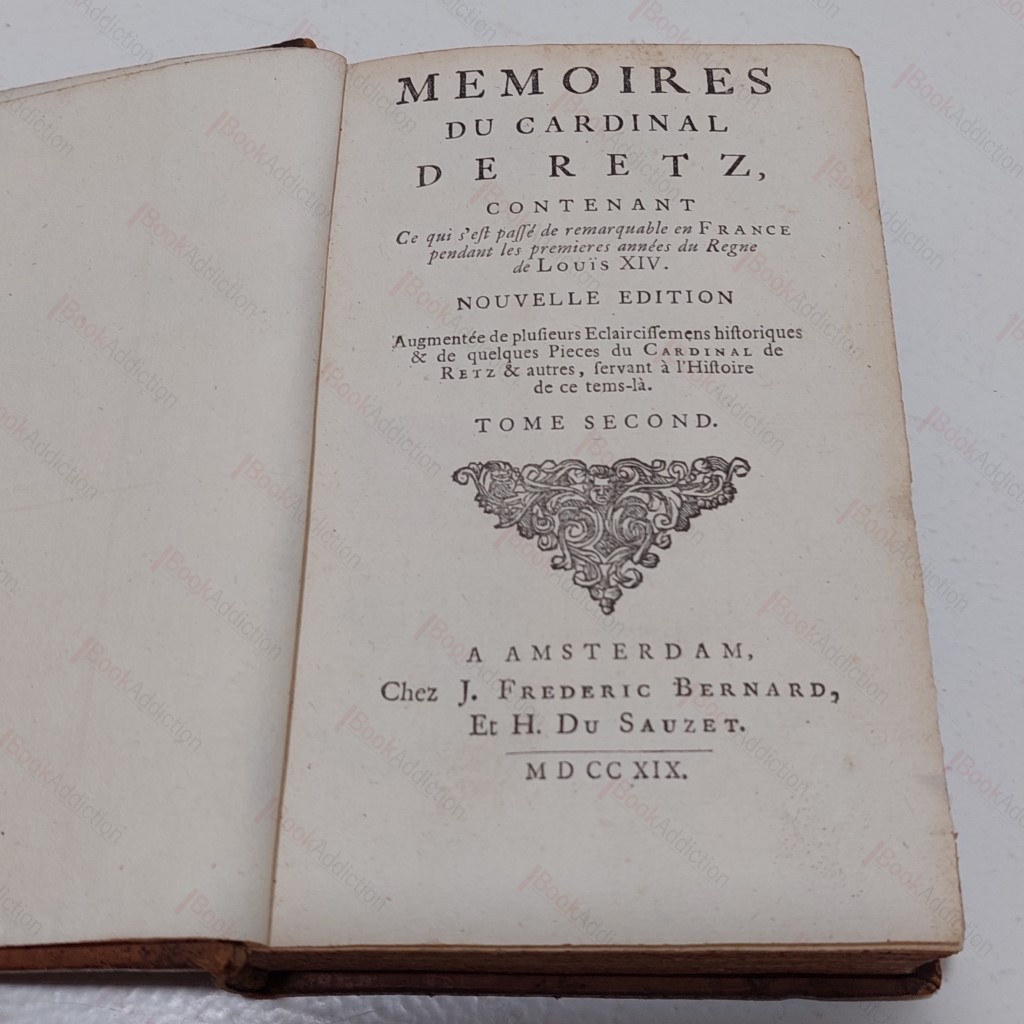 MEMOIRES
DU CARDINAL
DE RETZ,
CONTENANT
Ce qui s'eſt paſſé de remarquable en FRANCE
pendant les premieres années du Regne
de LOUÏS XIV.
NOUVELLE EDITION
Augmentée de pluſieurs Eclairciſſemens hiſtoriques
& de quelques Pieces du CARDINAL de
RETZ & autres, ſervant à l'Hiſtoire
de ce tems-là.
TOME SECOND.
A AMSTERDAM,
Chez J. FREDERIC BERNARD,
Et H. DU SAUZET.
MDCCXIX.
BookAddiction